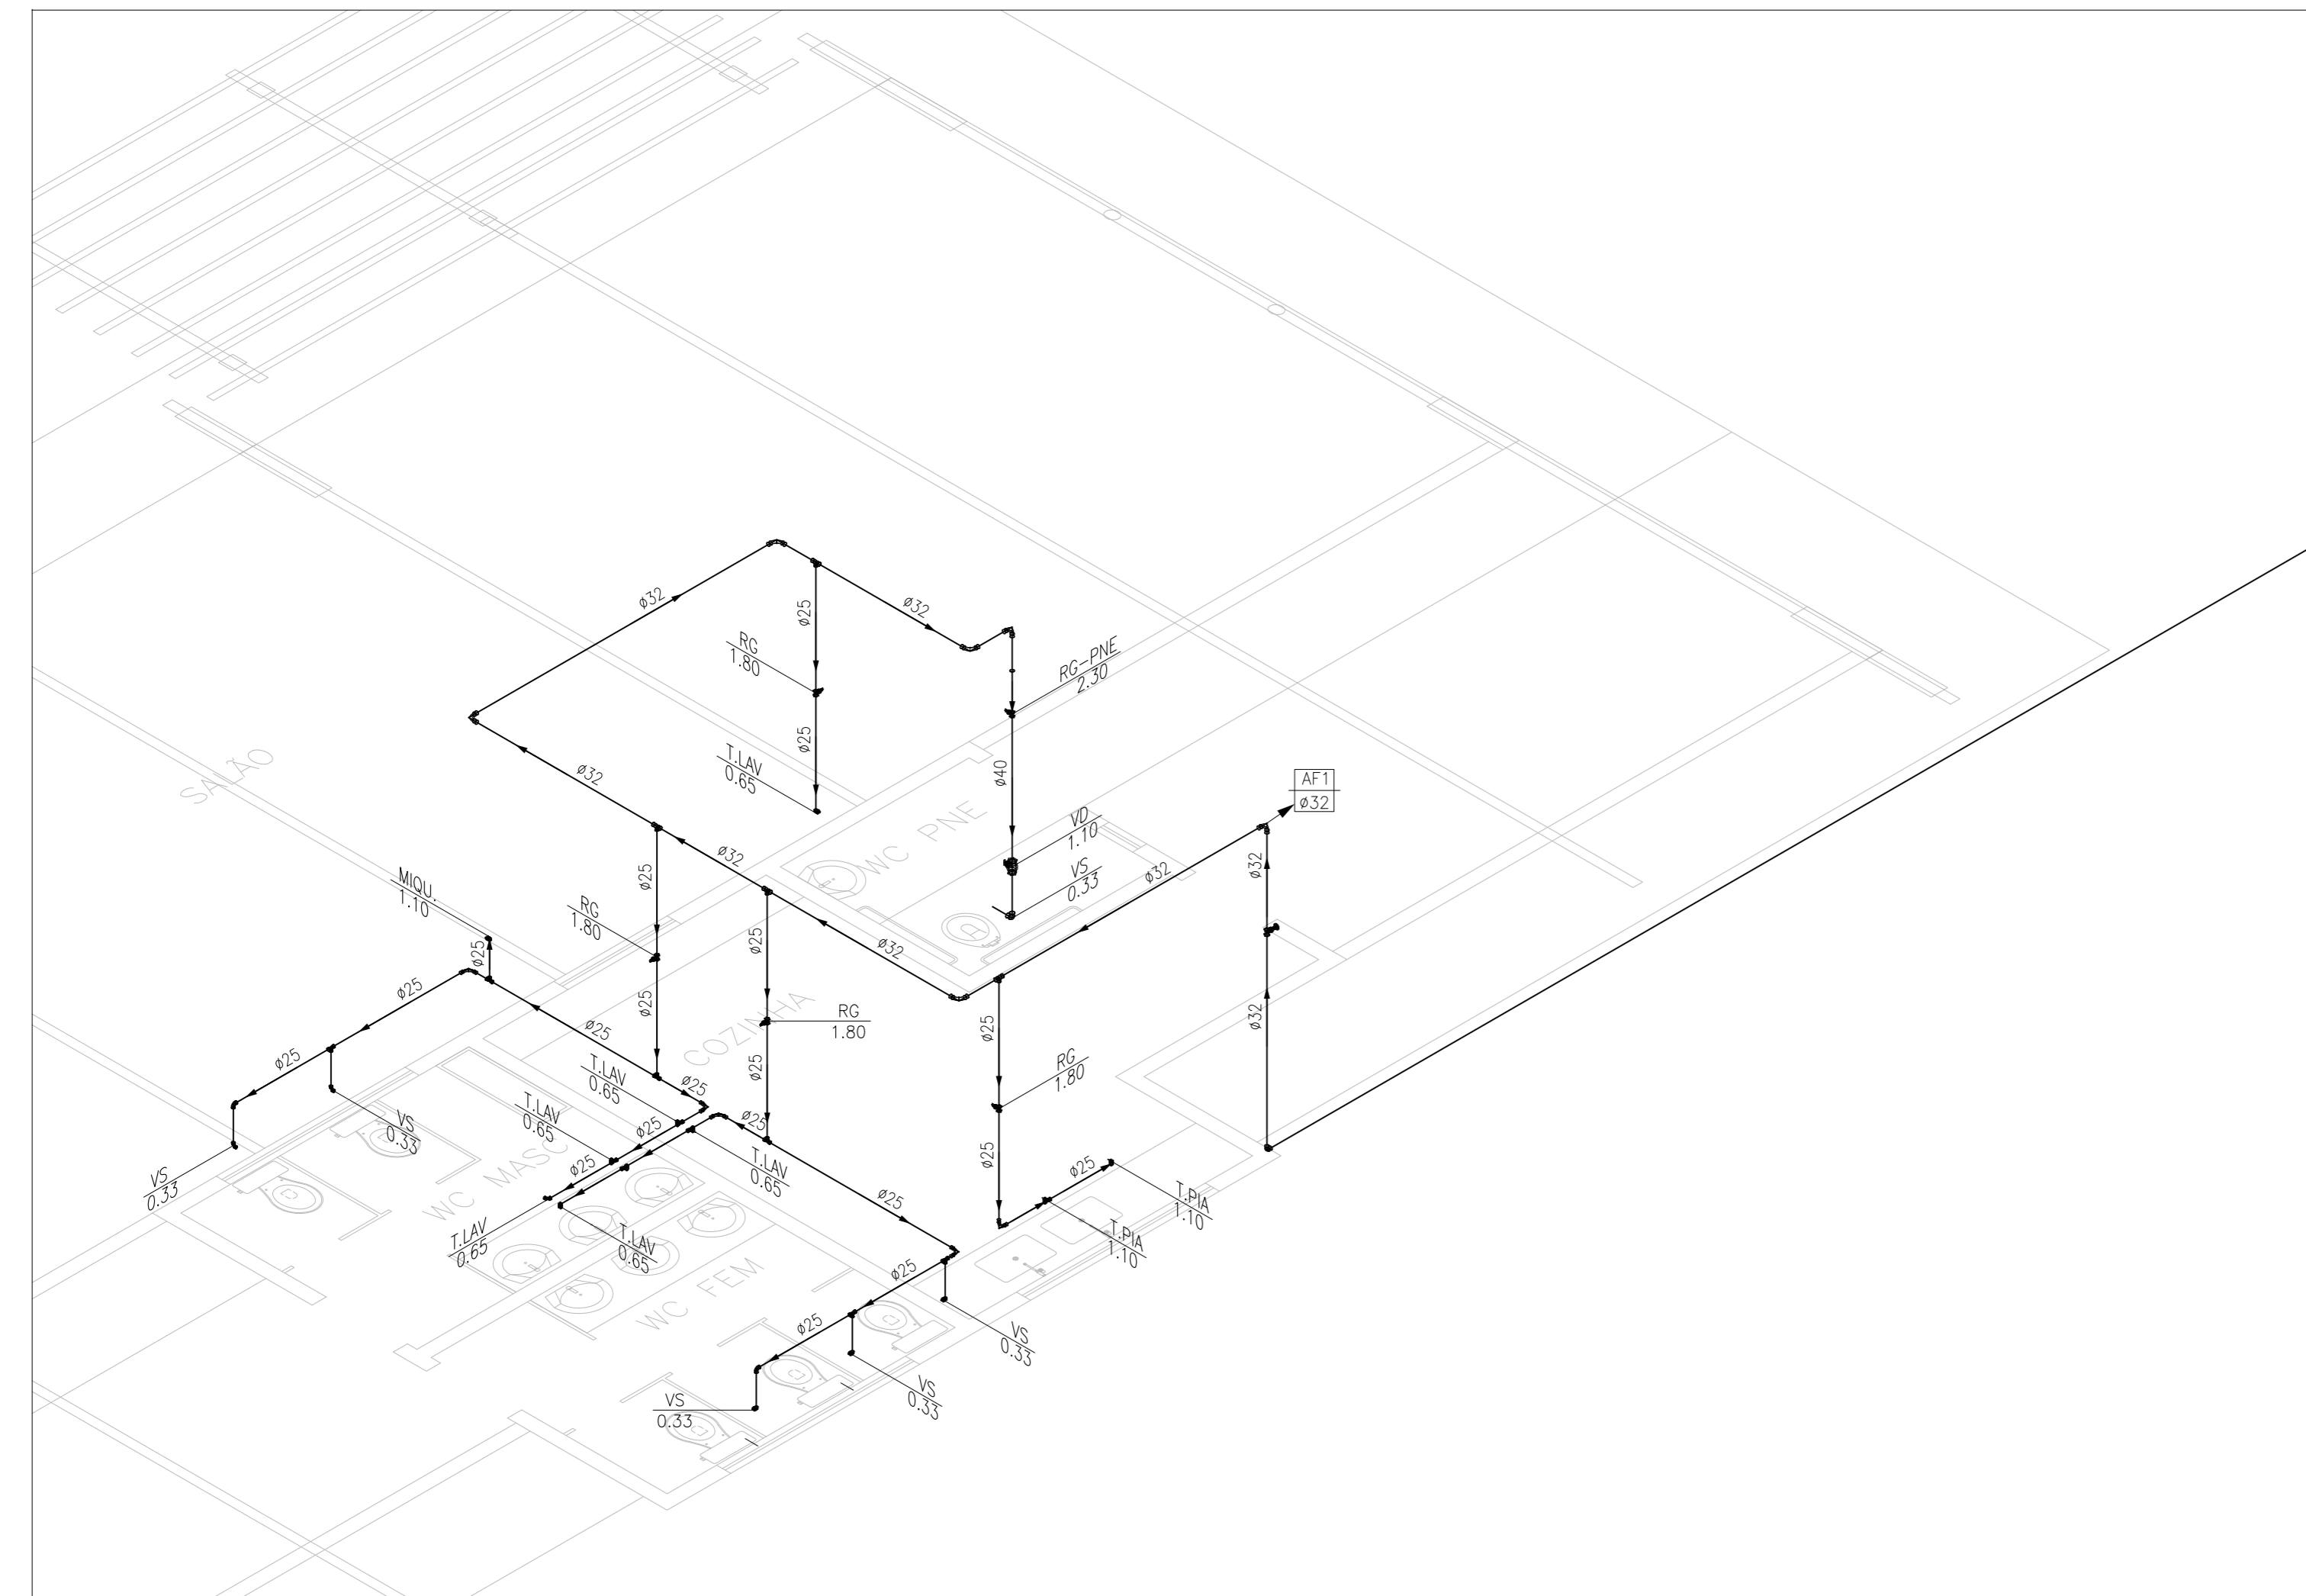 ø32
ø25
ø32
RG
1.80
RG-PNE
2.30
ø25
T.LAV
0.65
SALÃO
ø32
ø40
AF1
ø32
WC PNE
VD
1.10
ø32
VS
0.33
ø32
ø32
MIQU.
1.10
ø25
RG
1.80
ø25
ø32
ø25
ø25
ø25
COZINHA
RG
1.80
ø32
ø25
ø25
ø25
ø25
T.LAV
0.65
ø25
RG
1.80
T.LAV
0.65
VS
0.33
ø25
ø25
WC MASC
ø25
T.LAV
0.65
ø25
ø25
VS
0.33
ø25
T.PIA
1.10
T.LAV
0.65
T.LAV
0.65
T.PIA
1.10
WC FEM
ø25
ø25
VS
0.33
VS
0.33
VS
0.33